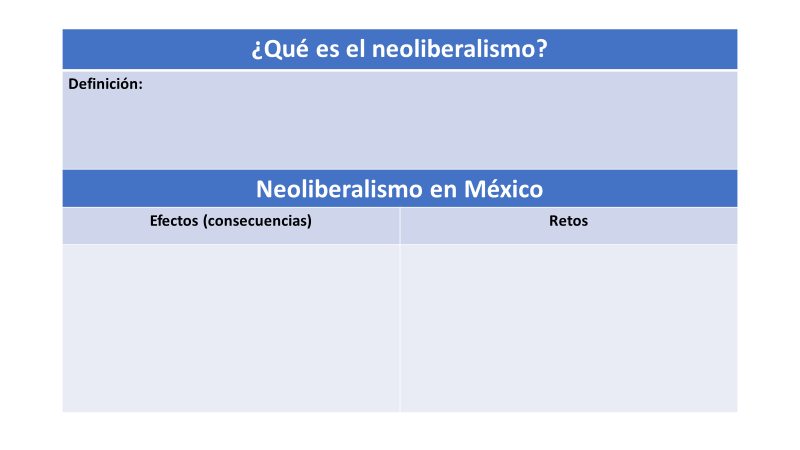 ¿Qué es el neoliberalismo?
Definición:
Neoliberalismo en México
Efectos (consecuencias)
Retos